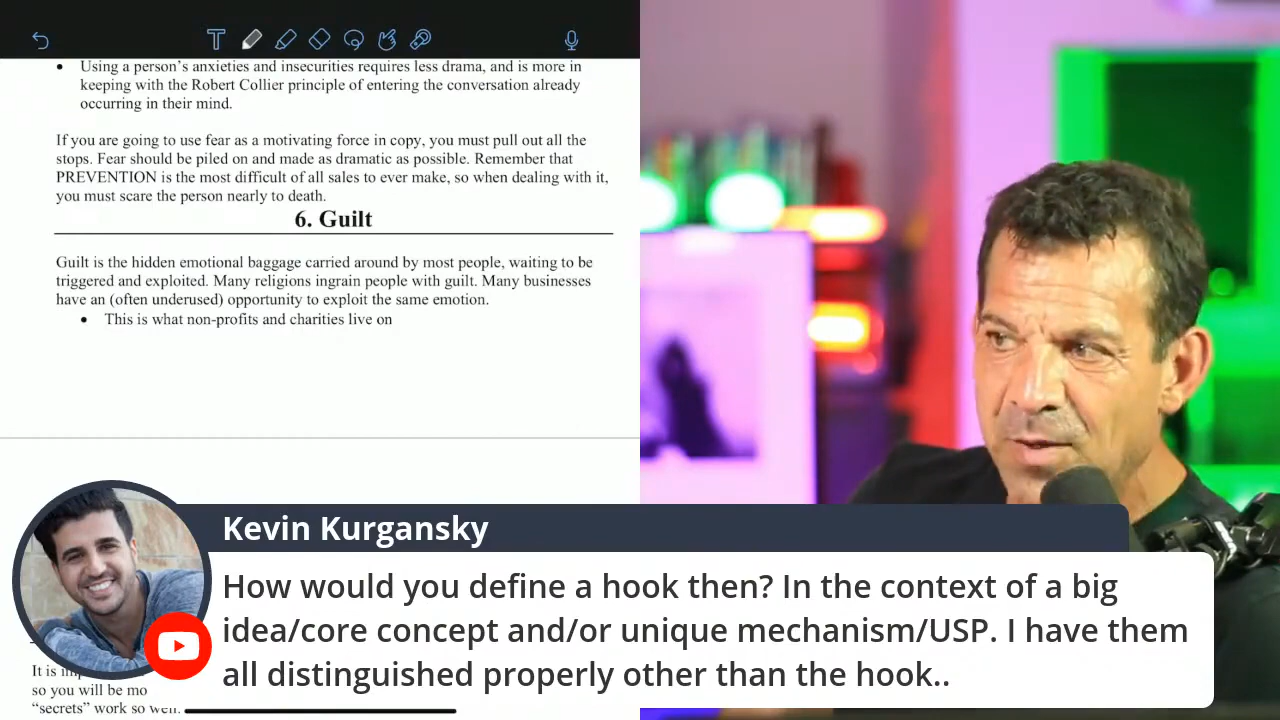 • Using a person's anxieties and insecurities requires less drama, and is more in
keeping with the Robert Collier principle of entering the conversation already
occurring in their mind.
If you are going to use fear as a motivating force in copy, you must pull out all the
stops. Fear should be piled on and made as dramatic as possible. Remember that
PREVENTION is the most difficult of all sales to ever make, so when dealing with it,
you must scare the person nearly to death.
6. Guilt
Guilt is the hidden emotional baggage carried around by most people, waiting to be
triggered and exploited. Many religions ingrain people with guilt. Many businesses
have an (often underused) opportunity to exploit the same emotion.
• This is what non-profits and charities live on
Kevin Kurgansky
How would you define a hook then? In the context of a big
idea/core concept and/or unique mechanism/USP. I have them
all distinguished properly other than the hook..
It is
so you will be mo
“secrets” work so well.